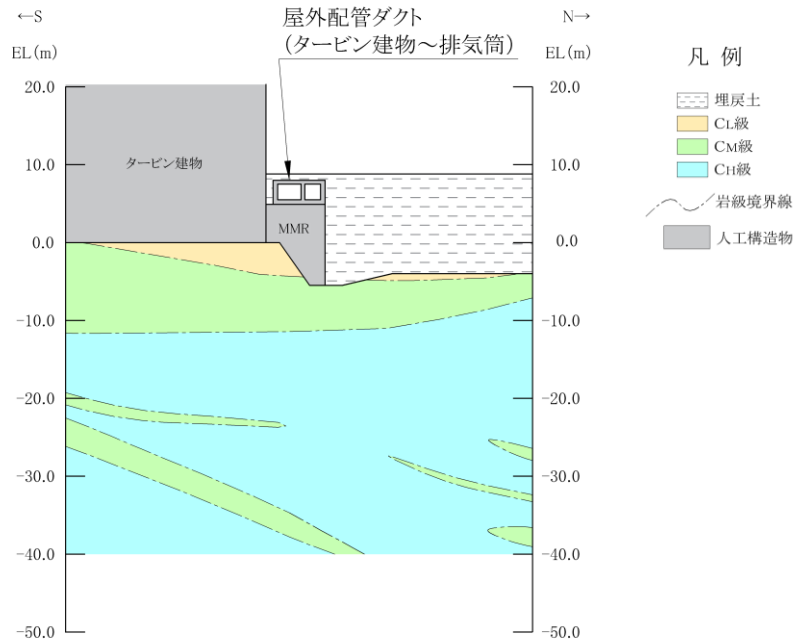 ←S
N→
屋外配管ダクト
(タービン建物～排気筒)
EL(m)
EL(m)
20.0
10.0
0.0
-10.0
-20.0
-30.0
-40.0
-50.0
タービン建物
MMR
20.0
10.0
0.0
-10.0
-20.0
-30.0
-40.0
-50.0
凡 例
埋戻土
CL級
CM級
CH級
岩級境界線
人工構造物